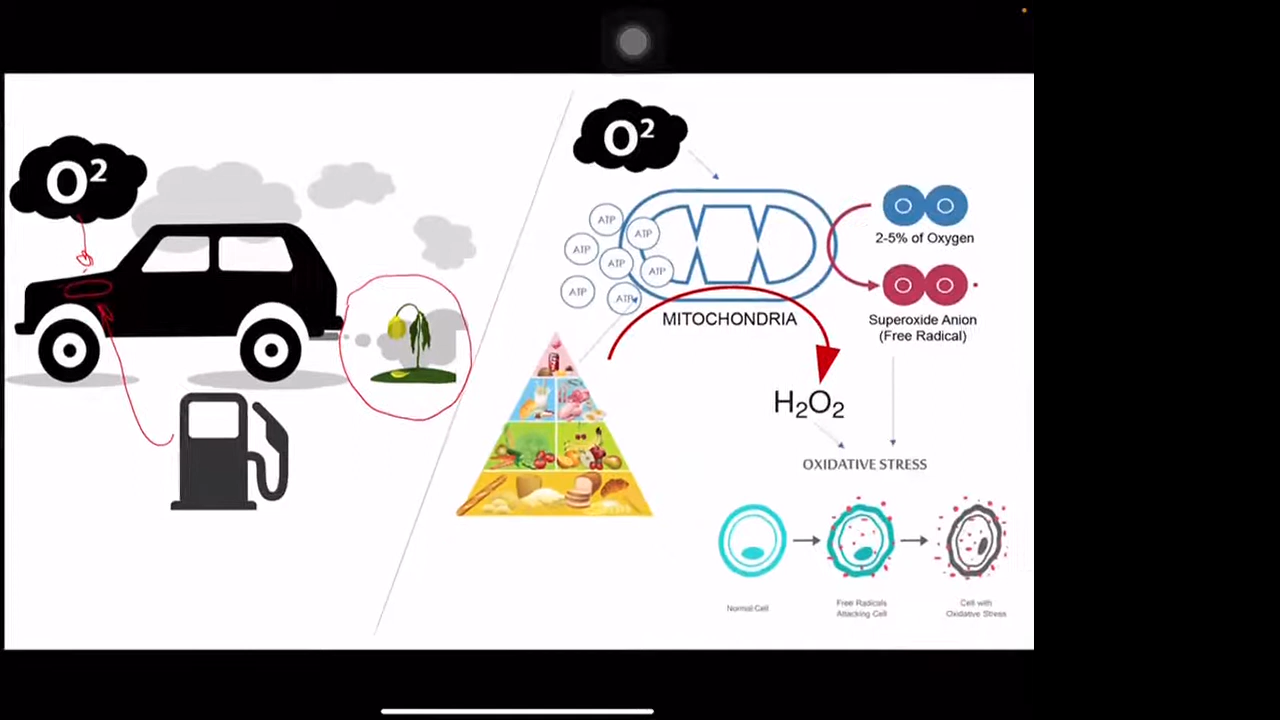 O²
O²
ATP
ATP
ATP
ATP
ATP
ATP
ATP
MITOCHONDRIA
2-5% of Oxygen
Superoxide Anion
(Free Radical)
H₂O₂
OXIDATIVE STRESS
Normal Cell
Free Radicals
Attacking Cell
Cell with
Oxidative Stress